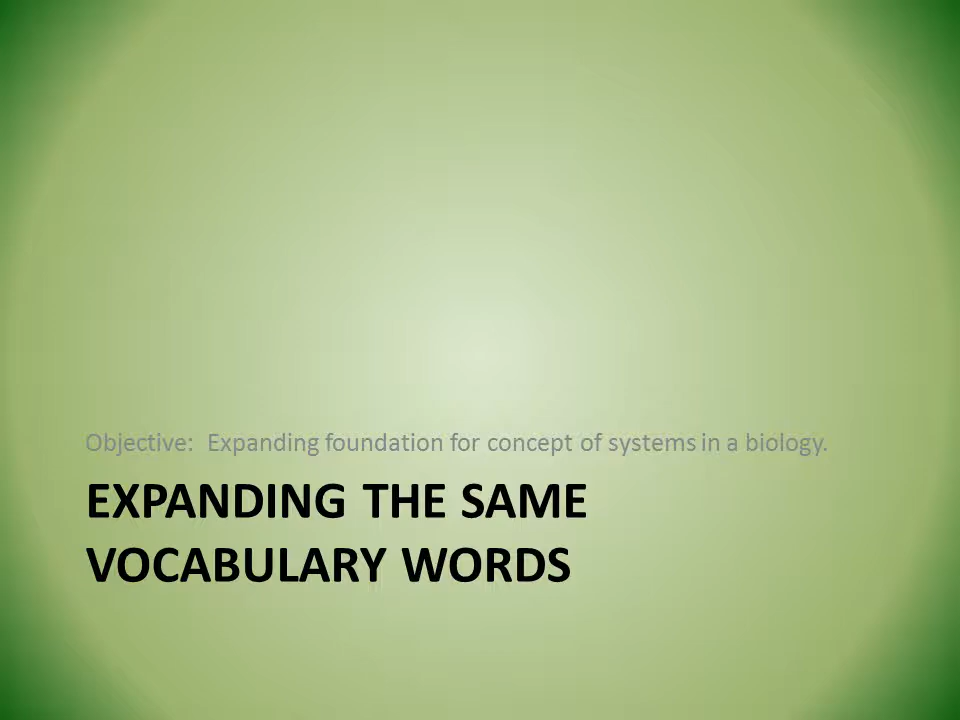 Objective:  Expanding foundation for concept of systems in a biology.
EXPANDING THE SAME
VOCABULARY WORDS